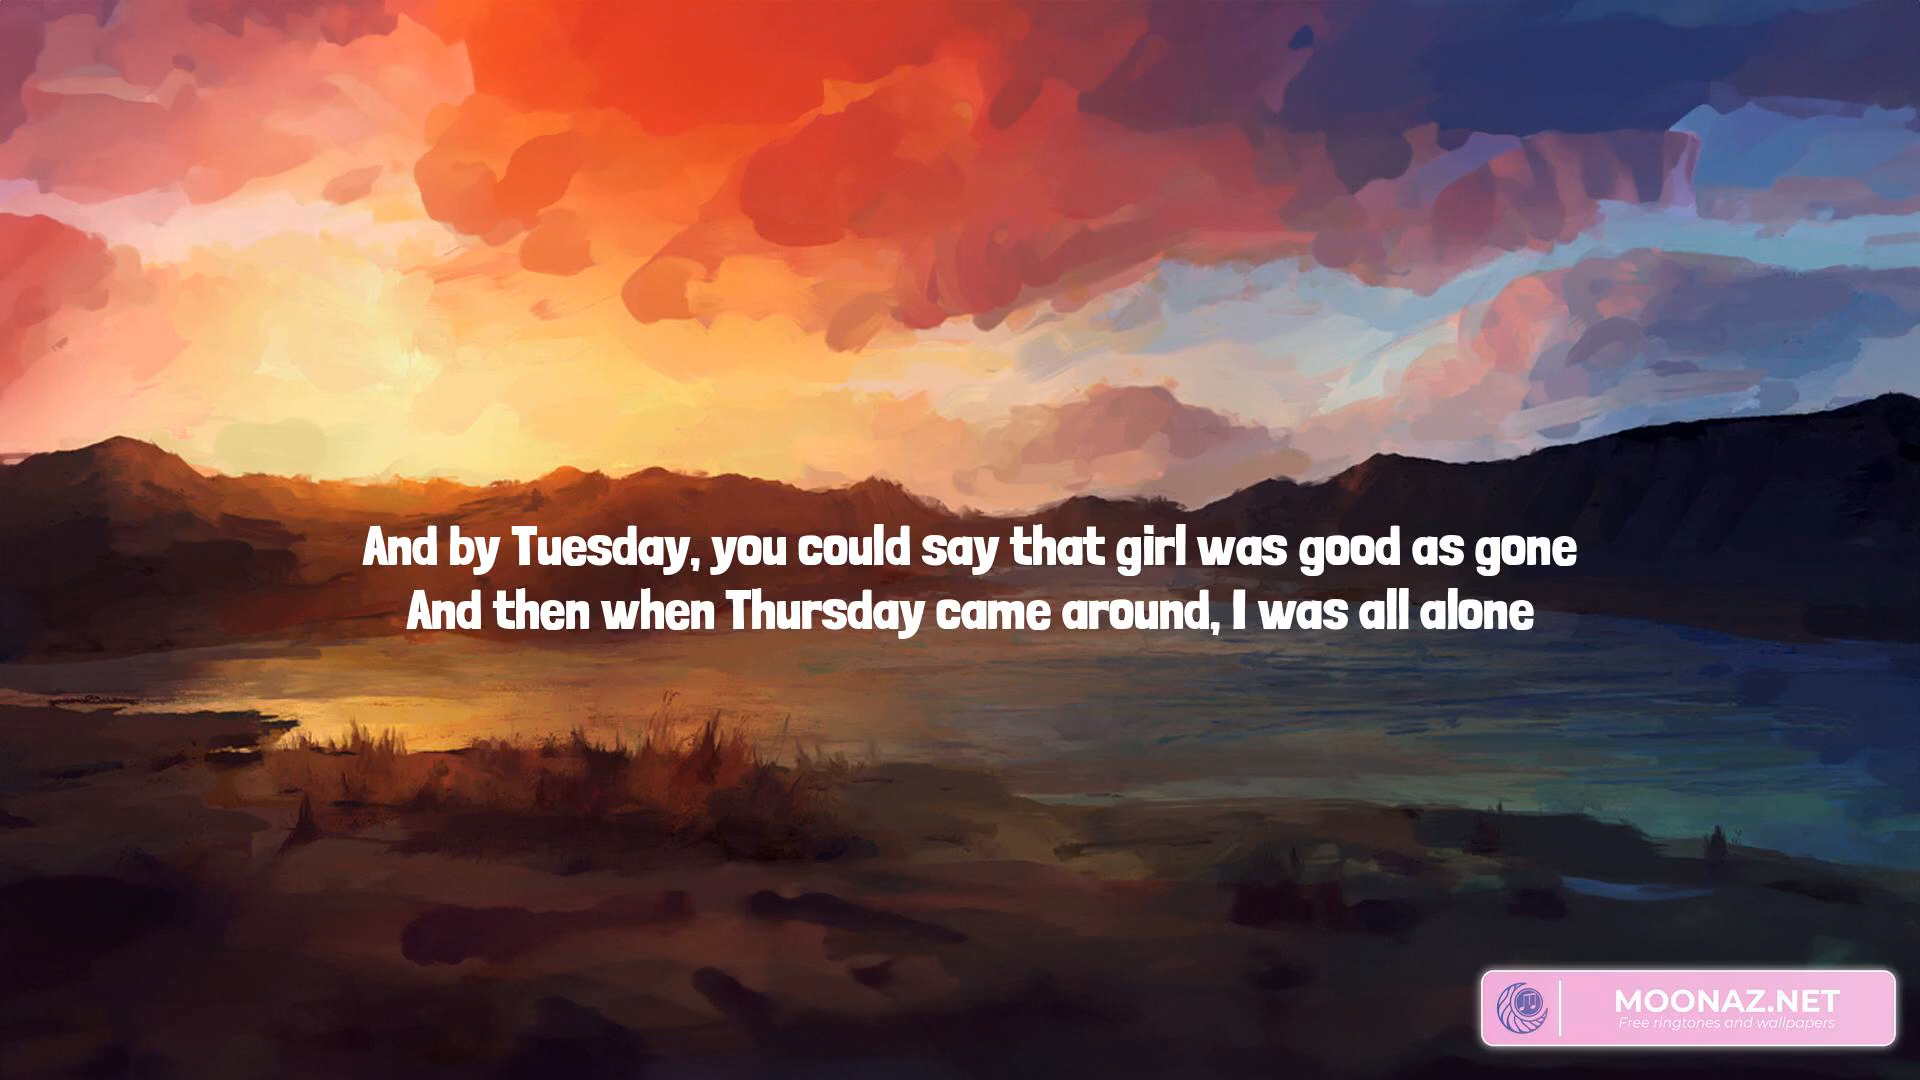 And by Tuesday, you could say that girl was good as gone
And then when Thursday came around, I was all alone
MOONAZ.NET
Free ringtones and wallpapers